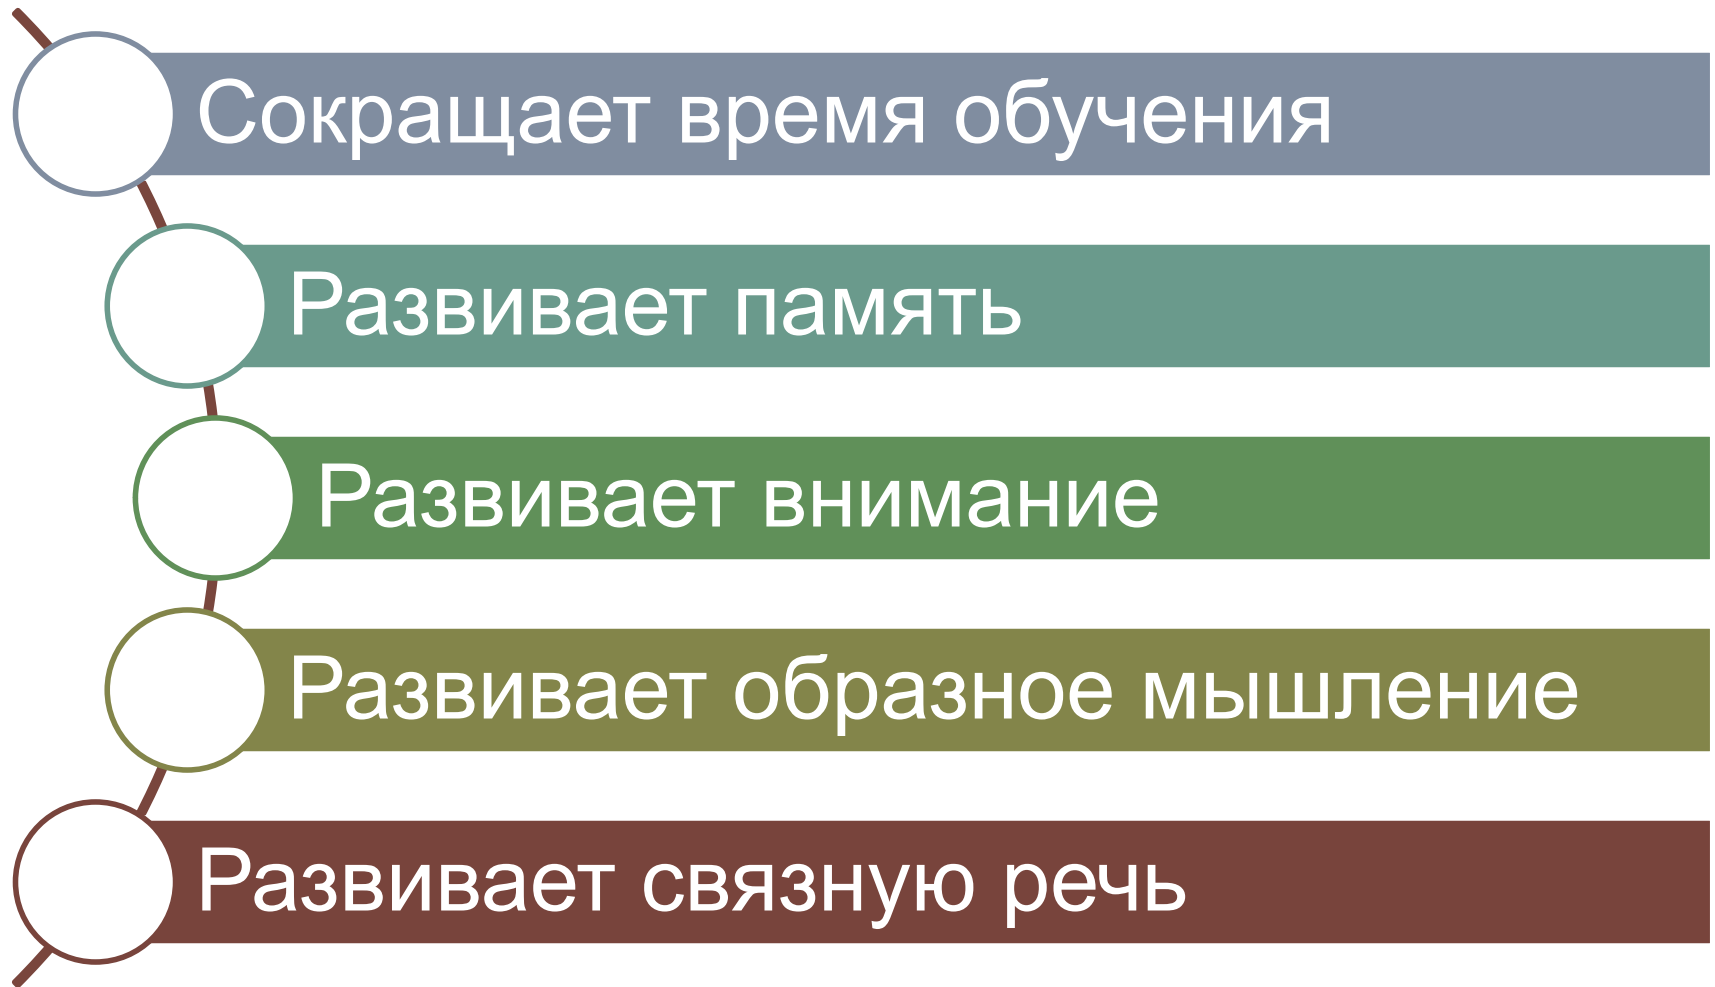 Сокращает время обучения
Развивает память
Развивает внимание
Развивает образное мышление
Развивает связную речь